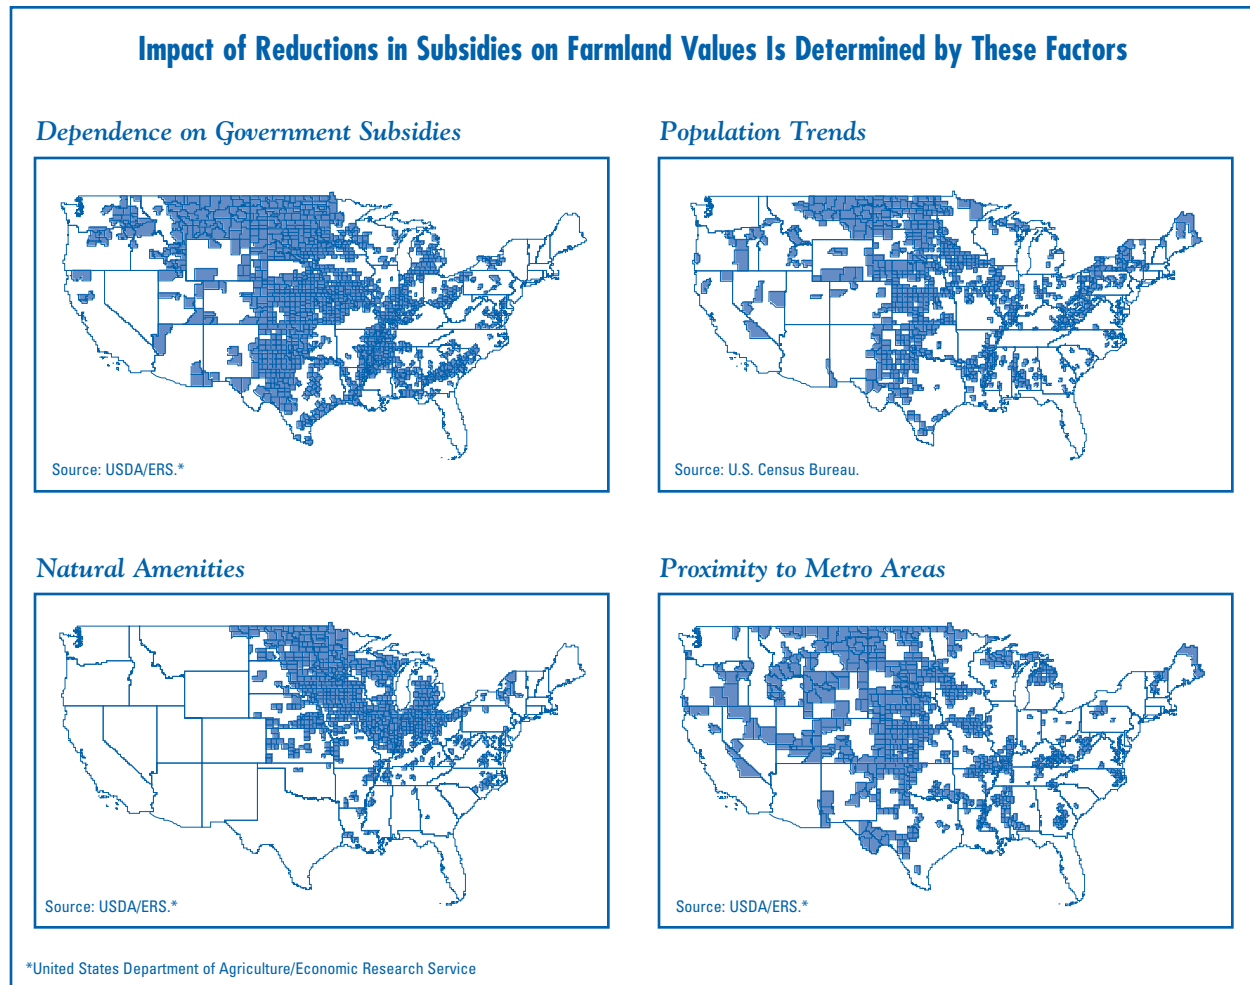 Impact of Reductions in Subsidies on Farmland Values Is Determined by These Factors
Dependence on Government Subsidies
Population Trends
Source: USDA/ERS.*
Source: U.S. Census Bureau.
Natural Amenities
Proximity to Metro Areas
Source: USDA/ERS.*
Source: USDA/ERS.*
*United States Department of Agriculture/Economic Research Service